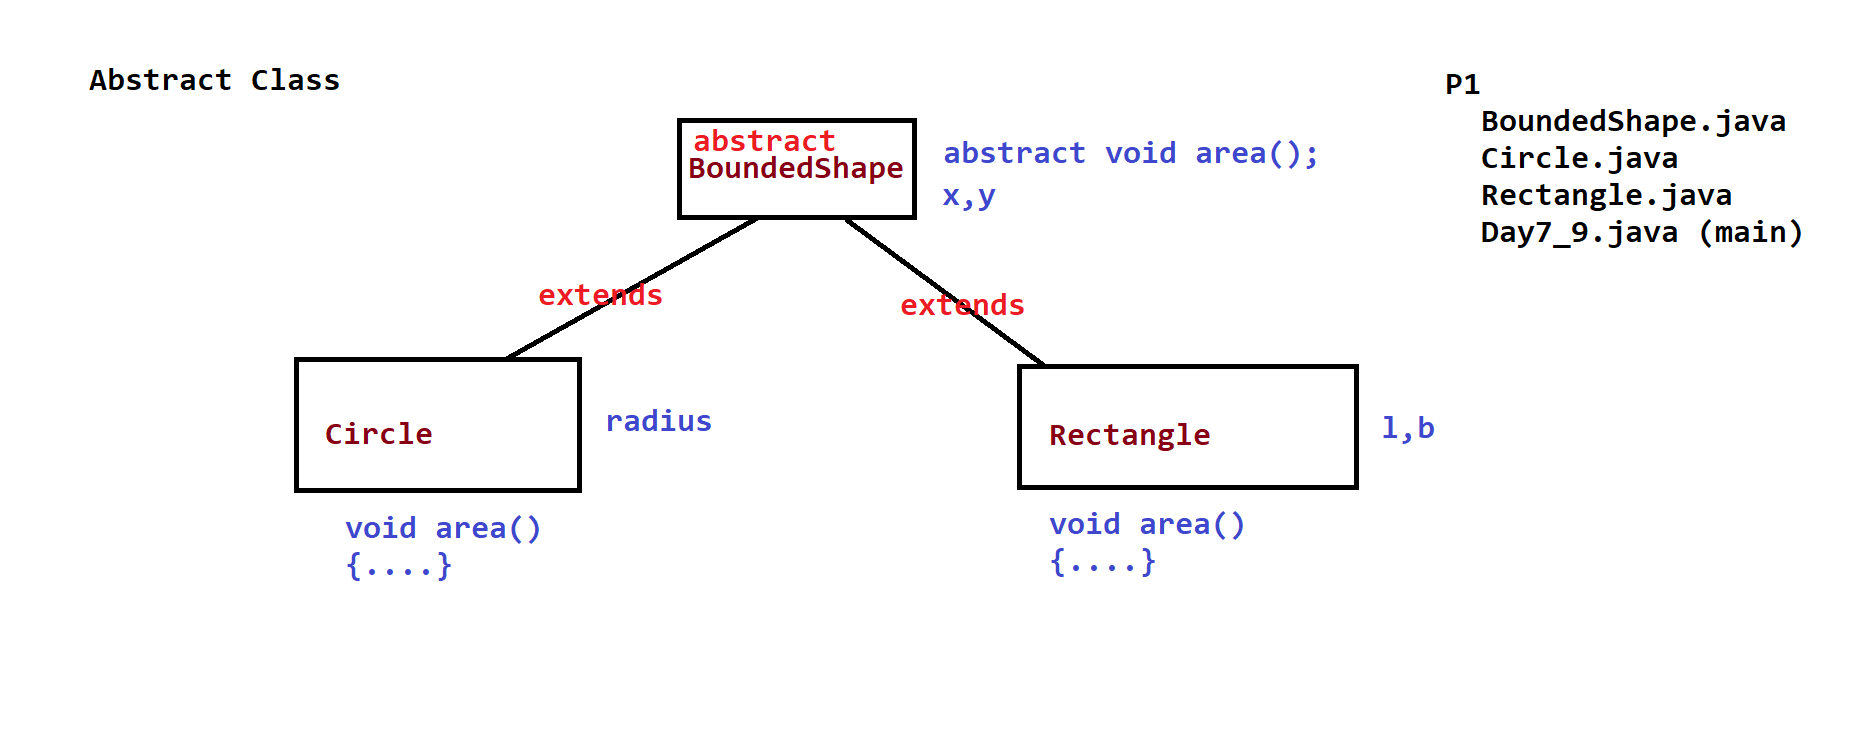 Abstract Class
P1
BoundedShape.java
Circle.java
Rectangle.java
Day7_9.java (main)
abstract
BoundedShape
abstract void area();
x,y
extends
extends
Circle
radius
void area()
{....}
Rectangle
l,b
void area()
{....}